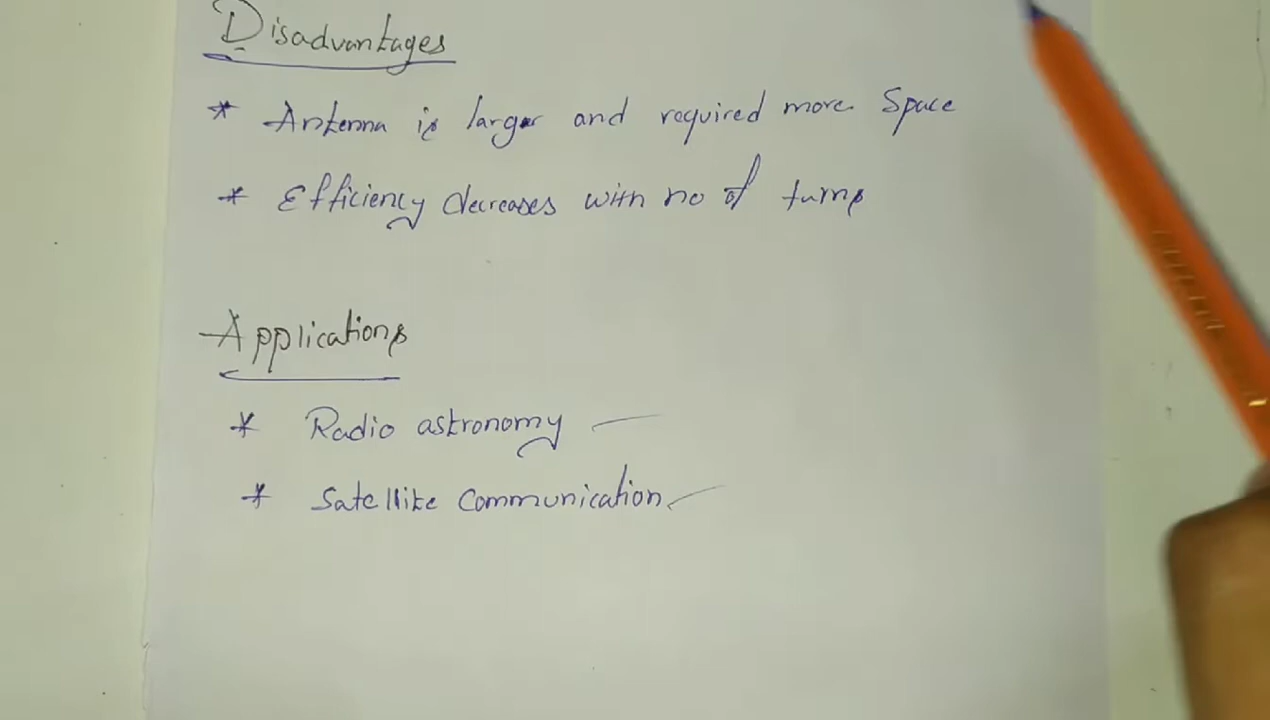 Disadvantages
* Antenna is larger and required more Space
* Efficiency decreases with no of turns
Applications
* Radio astronomy
* Satellite Communication